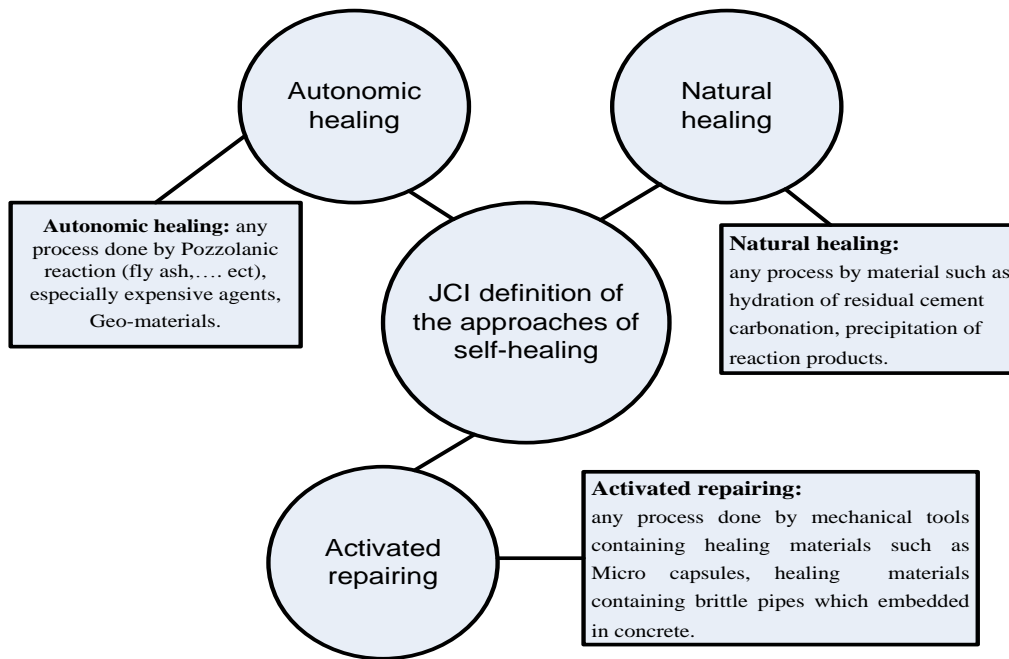 Autonomic
healing
Natural
healing
Autonomic healing: any
process done by Pozzolanic
reaction (fly ash,…. ect),
especially expensive agents,
Geo-materials.
JCI definition of
the approaches of
self-healing
Natural healing:
any process by material such as
hydration of residual cement
carbonation, precipitation of
reaction products.
Activated
repairing
Activated repairing:
any process done by mechanical tools
containing healing materials such as
Micro capsules, healing materials
containing brittle pipes which embedded
in concrete.